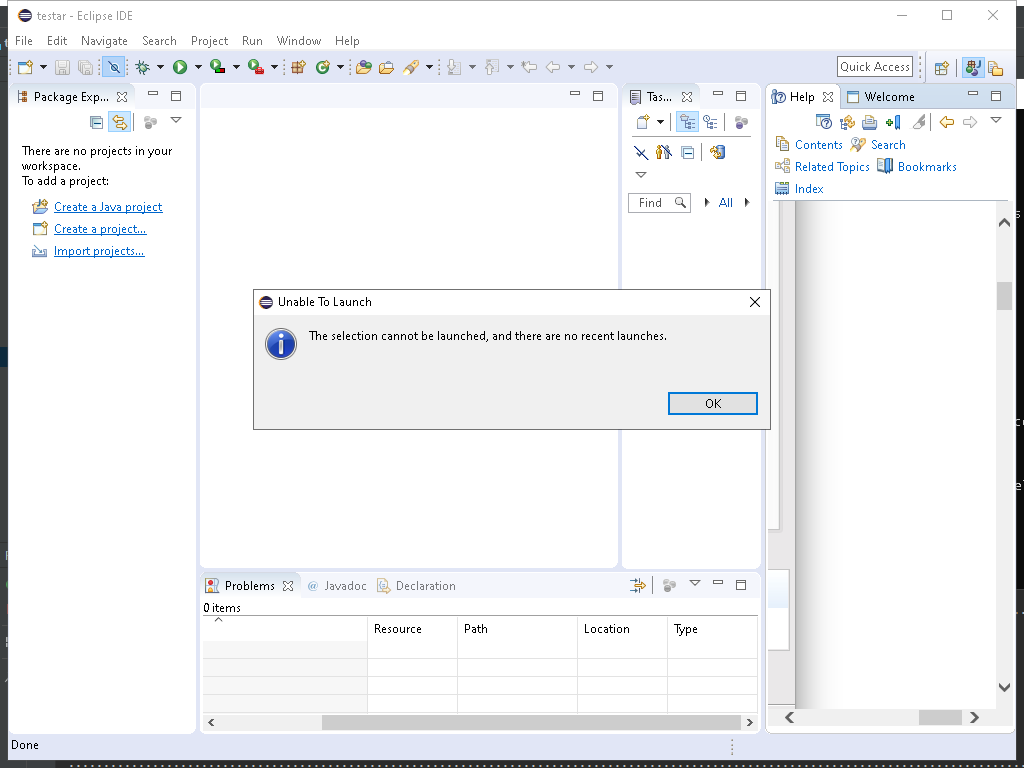 testar - Eclipse IDE
File Edit Navigate Search Project Run Window Help
Quick Access
Package Exp...
There are no projects in your
workspace.
To add a project:
Create a Java project
Create a project...
Import projects...
Tas...
Find
All
Help
Welcome
Contents
Search
Related Topics
Bookmarks
Index
Unable To Launch
The selection cannot be launched, and there are no recent launches.
OK
Problems
@ Javadoc
Declaration
0 items
Resource Path Location Type
Done